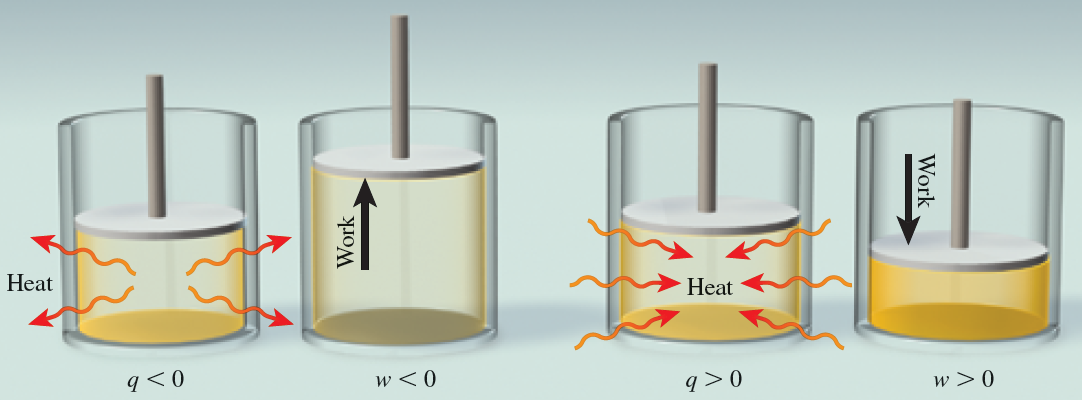 Heat
Work
Heat
Work
q < 0
w < 0
q > 0
w > 0